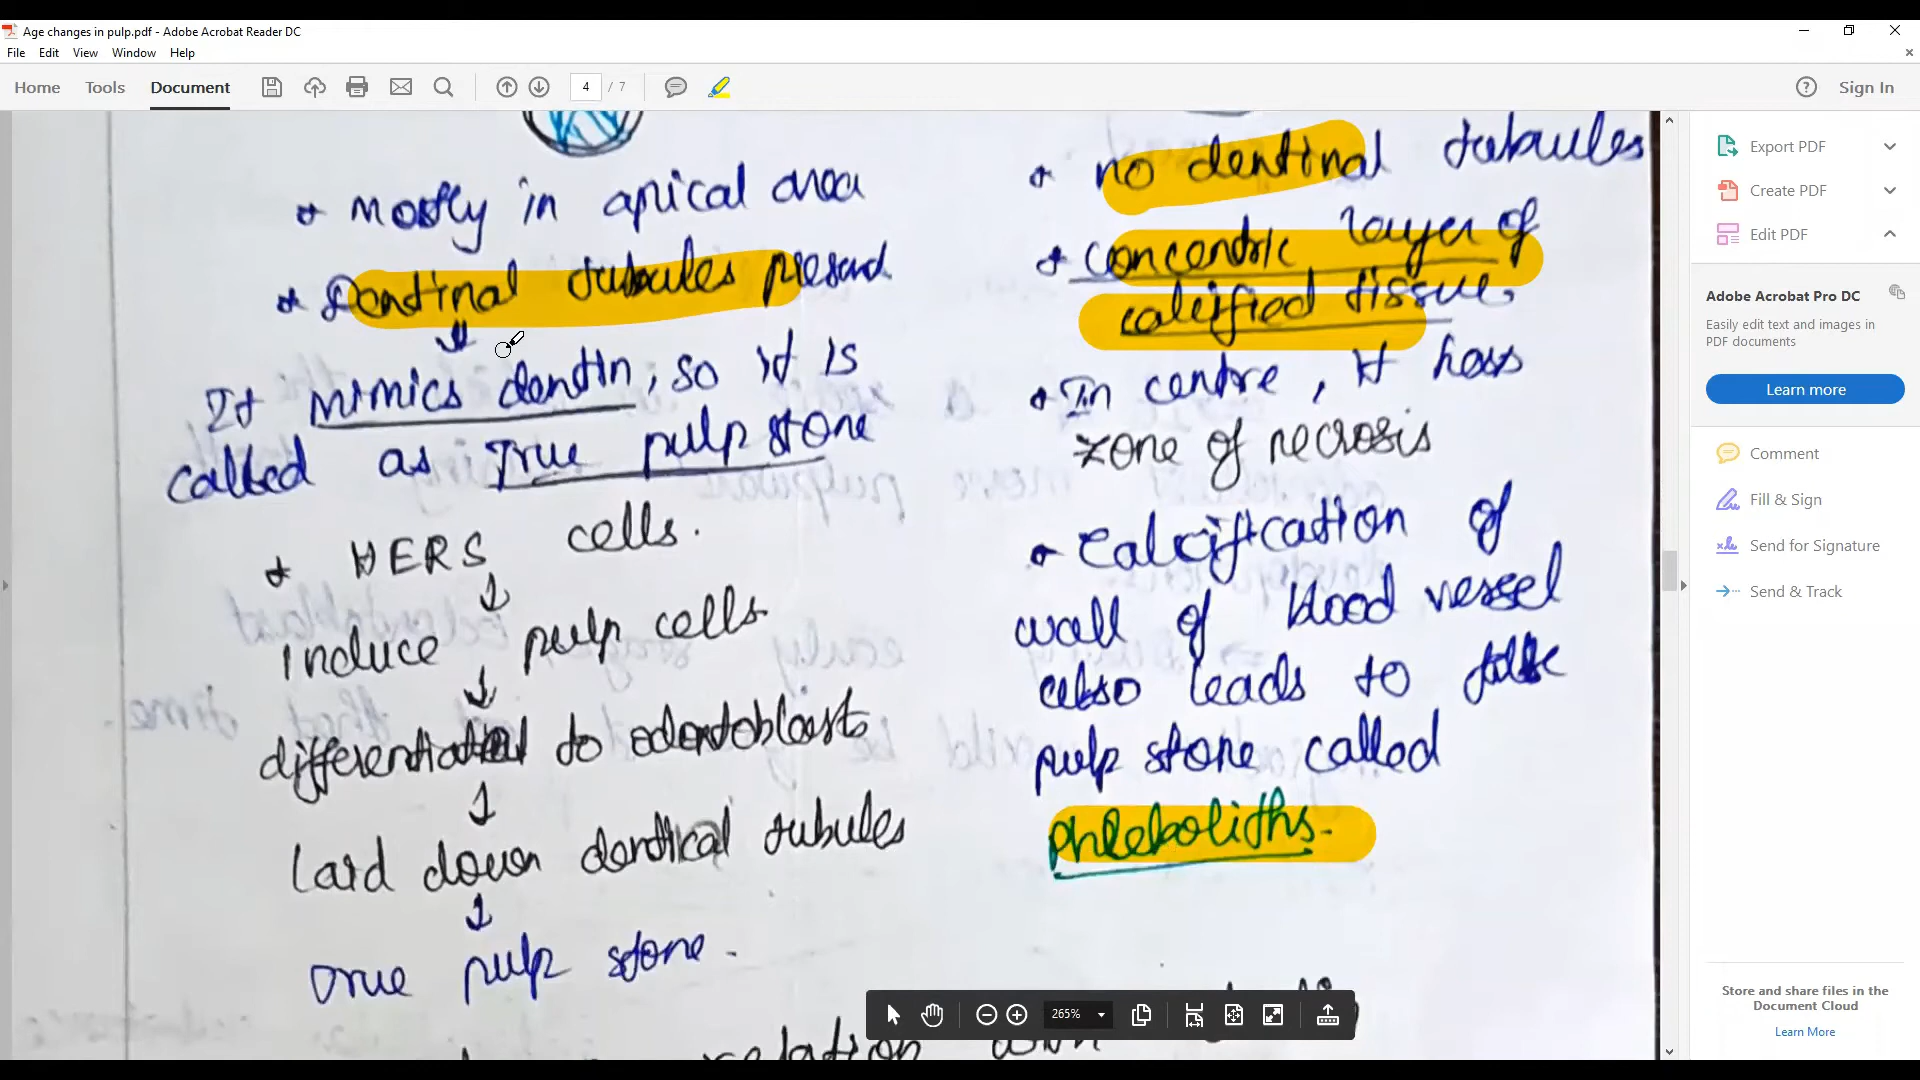 Age changes in pulp.pdf - Adobe Acrobat Reader DC
File Edit View Window Help
Home Tools Document 4 / 7 Sign In
* Mostly in apical area
* Dentinal tubules present
It mimics dentin, so it is
called as True pulp stone
* HERS cells.
induce pulp cells
to odontoblasts
laid down tubules
True pulp stone.
relation
* no dentinal tubules
* concentric layer of
calcified tissue
* In centre, it has
zone of necrosis
* Calcification of
wall of blood vessel
also leads to false
pulp stone called
phleboliths.
265%
Export PDF
Create PDF
Edit PDF
Adobe Acrobat Pro DC
Easily edit text and images in
PDF documents
Learn more
Comment
Fill & Sign
Send for Signature
Send & Track
Store and share files in the
Document Cloud
Learn More